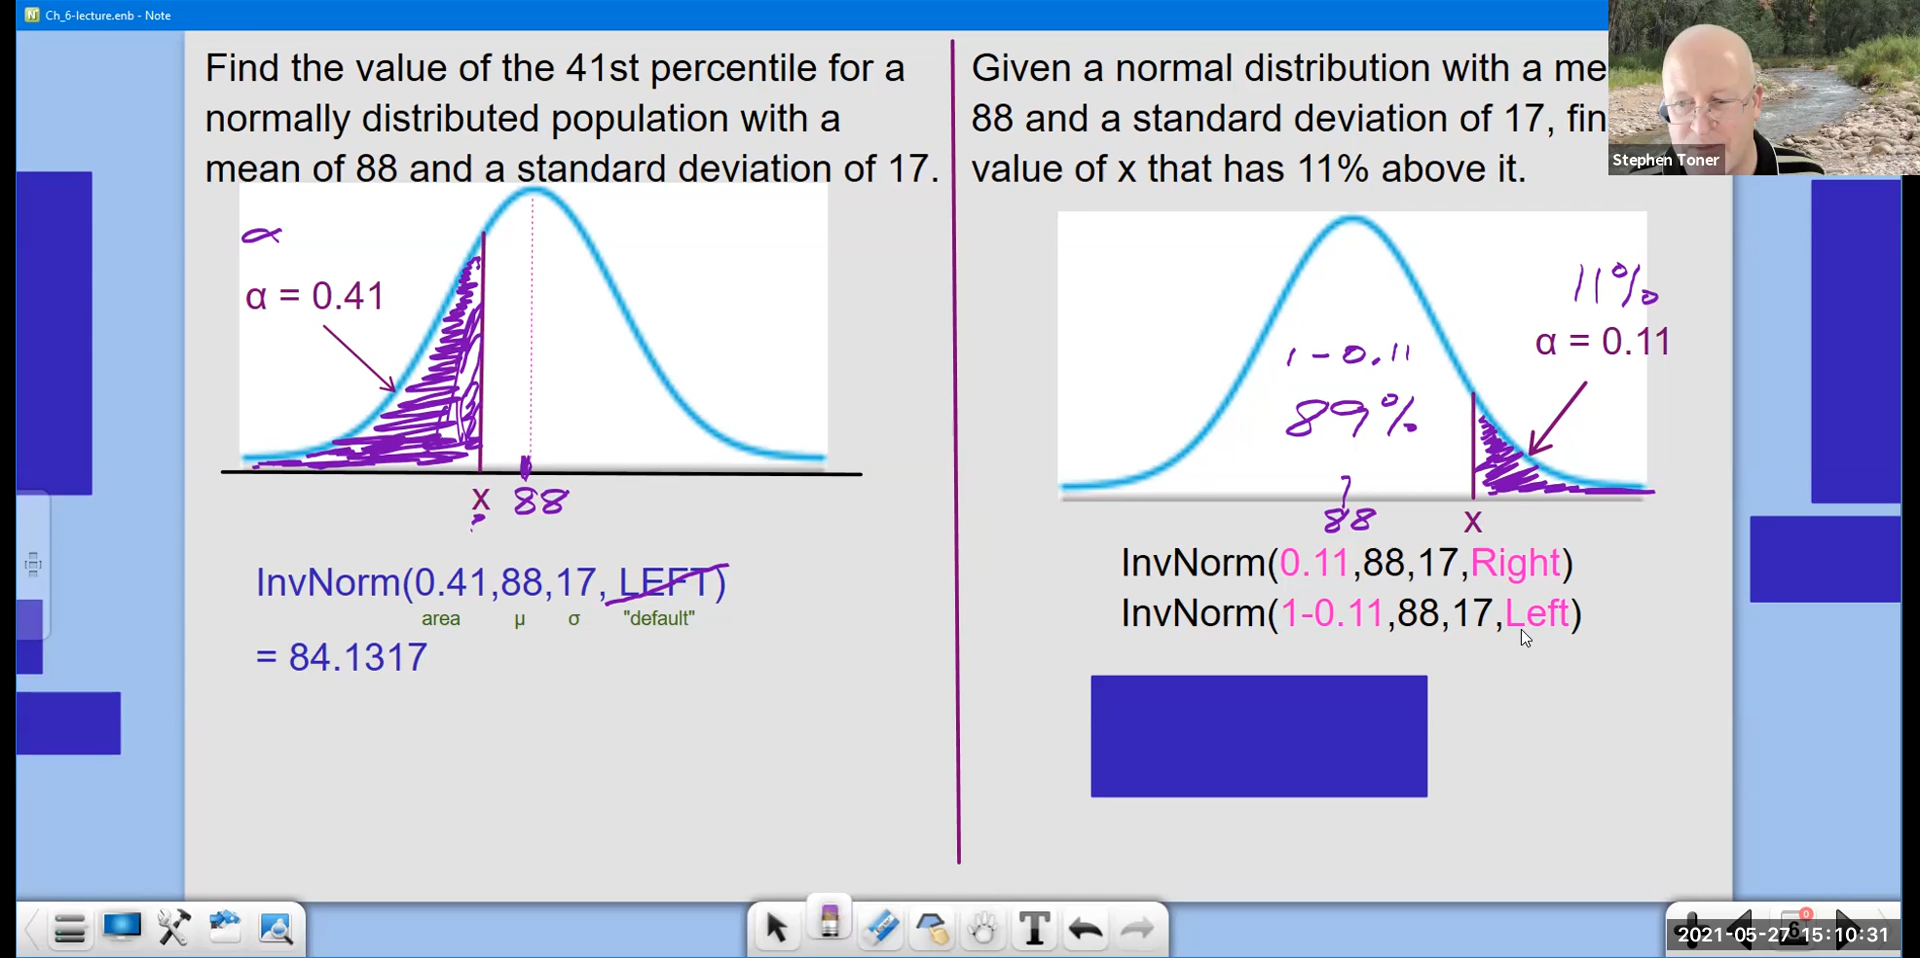 Ch_6-lecture.enb - Note
Find the value of the 41st percentile for a
normally distributed population with a
mean of 88 and a standard deviation of 17.
α
α = 0.41
x
88
InvNorm(0.41,88,17, LEFT)
area μ σ "default"
= 84.1317
Given a normal distribution with a me
88 and a standard deviation of 17, fin
value of x that has 11% above it.
11%
α = 0.11
1 - 0.11
89%
88
x
InvNorm(0.11,88,17,Right)
InvNorm(1-0.11,88,17,Left)
Stephen Toner
T
0
6
2021-05-27 15:10:31